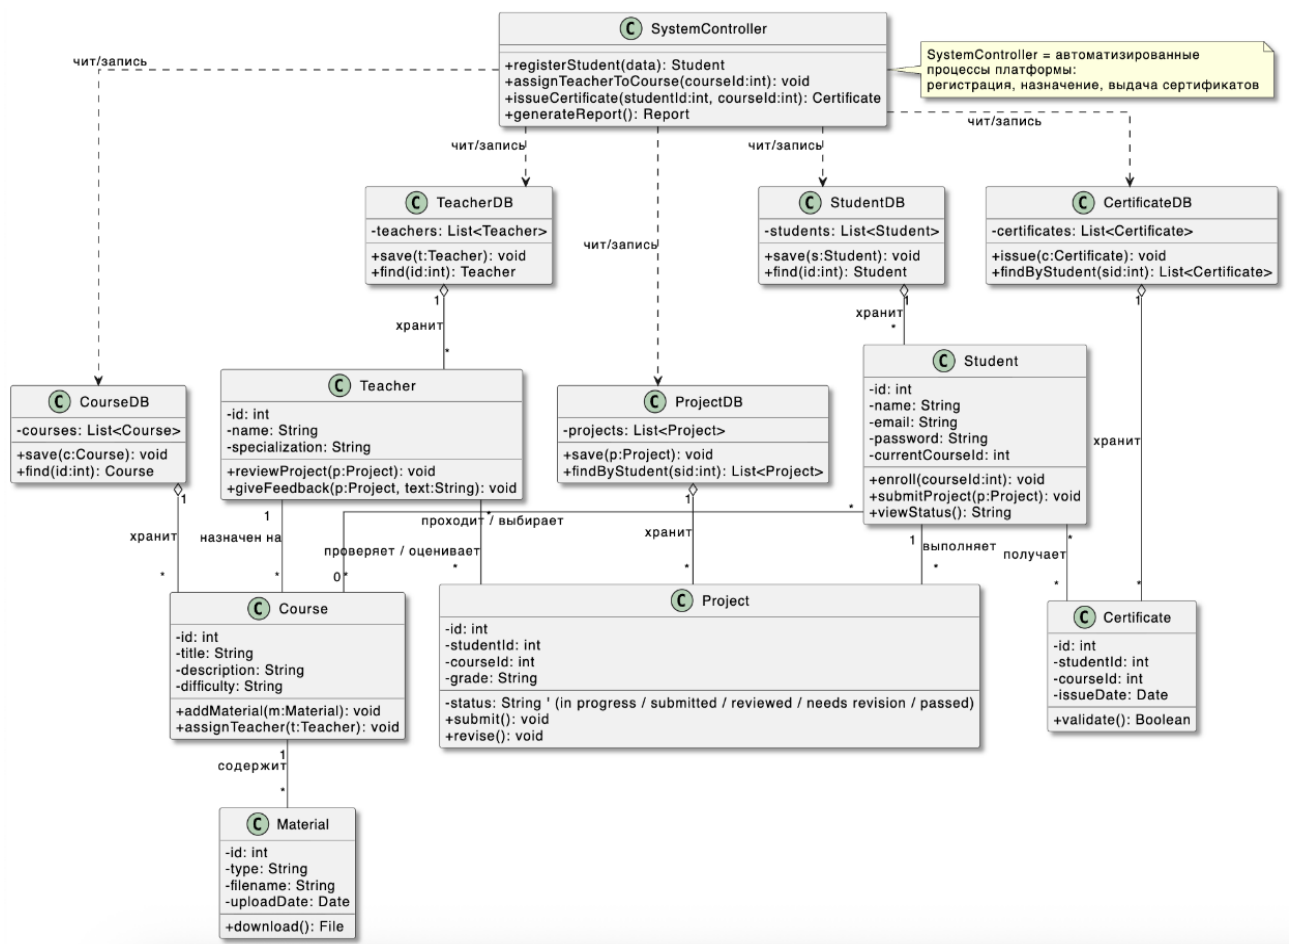 C SystemController
+registerStudent(data): Student
+assignTeacherToCourse(courseId:int): void
+issueCertificate(studentId:int, courseId:int): Certificate
+generateReport(): Report
SystemController = автоматизированные
процессы платформы:
регистрация, назначение, выдача сертификатов
чит/запись
чит/запись
чит/запись
чит/запись
чит/запись
C TeacherDB
-teachers: List<Teacher>
+save(t:Teacher): void
+find(id:int): Teacher
C StudentDB
-students: List<Student>
+save(s:Student): void
+find(id:int): Student
C CertificateDB
-certificates: List<Certificate>
+issue(c:Certificate): void
+findByStudent(sid:int): List<Certificate>
1
хранит
*
1
хранит
*
1
хранит
*
C CourseDB
-courses: List<Course>
+save(c:Course): void
+find(id:int): Course
C Teacher
-id: int
-name: String
-specialization: String
+reviewProject(p:Project): void
+giveFeedback(p:Project, text:String): void
C ProjectDB
-projects: List<Project>
+save(p:Project): void
+findByStudent(sid:int): List<Project>
C Student
-id: int
-name: String
-email: String
-password: String
-currentCourseId: int
+enroll(courseId:int): void
+submitProject(p:Project): void
+viewStatus(): String
1
хранит
*
1
назначен на
*
*
проходит / выбирает
0*
*
проверяет / оценивает
*
1
хранит
*
1
выполняет
*
*
получает
*
C Course
-id: int
-title: String
-description: String
-difficulty: String
+addMaterial(m:Material): void
+assignTeacher(t:Teacher): void
C Project
-id: int
-studentId: int
-courseId: int
-grade: String
-status: String ' (in progress / submitted / reviewed / needs revision / passed)
+submit(): void
+revise(): void
C Certificate
-id: int
-studentId: int
-courseId: int
-issueDate: Date
+validate(): Boolean
1
содержит
*
C Material
-id: int
-type: String
-filename: String
-uploadDate: Date
+download(): File